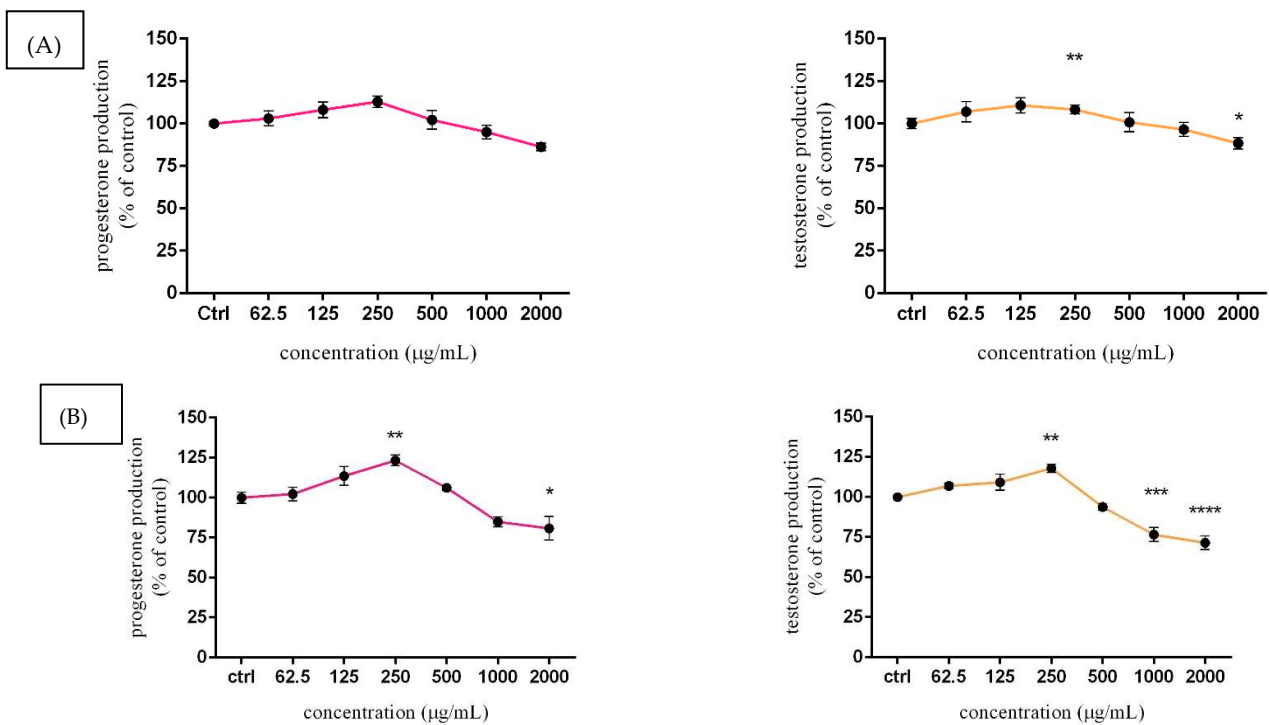 (A)
progesterone production
(% of control)
150
125
100
75
50
25
0
Ctrl 62.5 125 250 500 1000 2000
concentration (µg/mL)
testosterone production
(% of control)
150
125
100
75
50
25
0
** *
ctrl 62.5 125 250 500 1000 2000
concentration (µg/mL)
(B)
progesterone production
(% of control)
150
125
100
75
50
25
0
** *
ctrl 62.5 125 250 500 1000 2000
concentration (µg/mL)
testosterone production
(% of control)
150
125
100
75
50
25
0
** *** ****
ctrl 62.5 125 250 500 1000 2000
concentration (µg/mL)